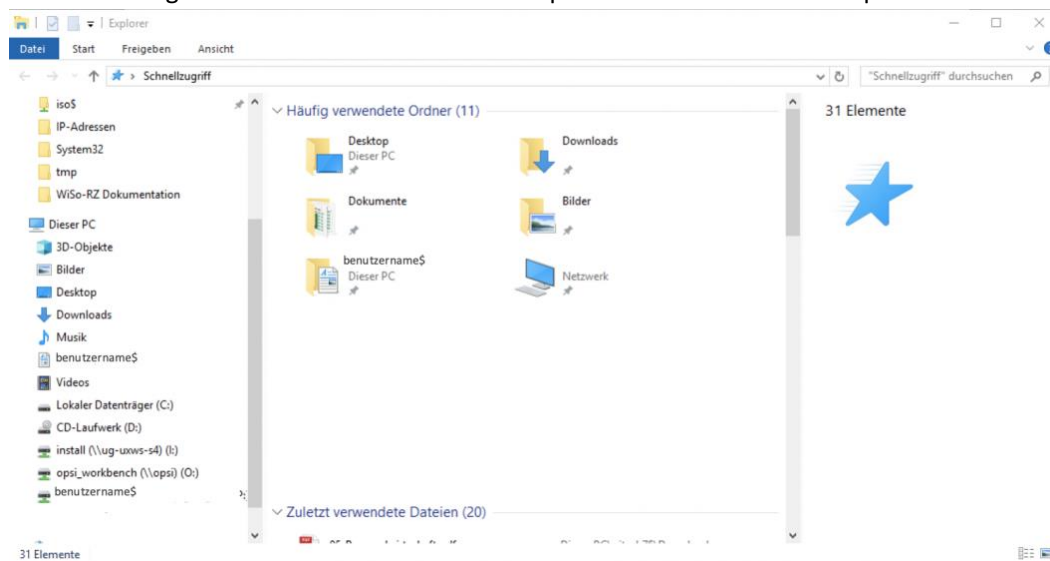 Explorer
Datei Start Freigeben Ansicht
Schnellzugriff
"Schnellzugriff" durchsuchen
iso$
IP-Adressen
System32
tmp
WiSo-RZ Dokumentation
Dieser PC
3D-Objekte
Bilder
Desktop
Downloads
Musik
benutzername$
Videos
Lokaler Datenträger (C:)
CD-Laufwerk (D:)
install (\\ug-uxws-s4) (I:)
opsi_workbench (\\opsi) (O:)
benutzername$
Häufig verwendete Ordner (11)
Desktop
Dieser PC
Downloads
Dokumente
Bilder
benutzername$
Dieser PC
Netzwerk
Zuletzt verwendete Dateien (20)
31 Elemente
31 Elemente